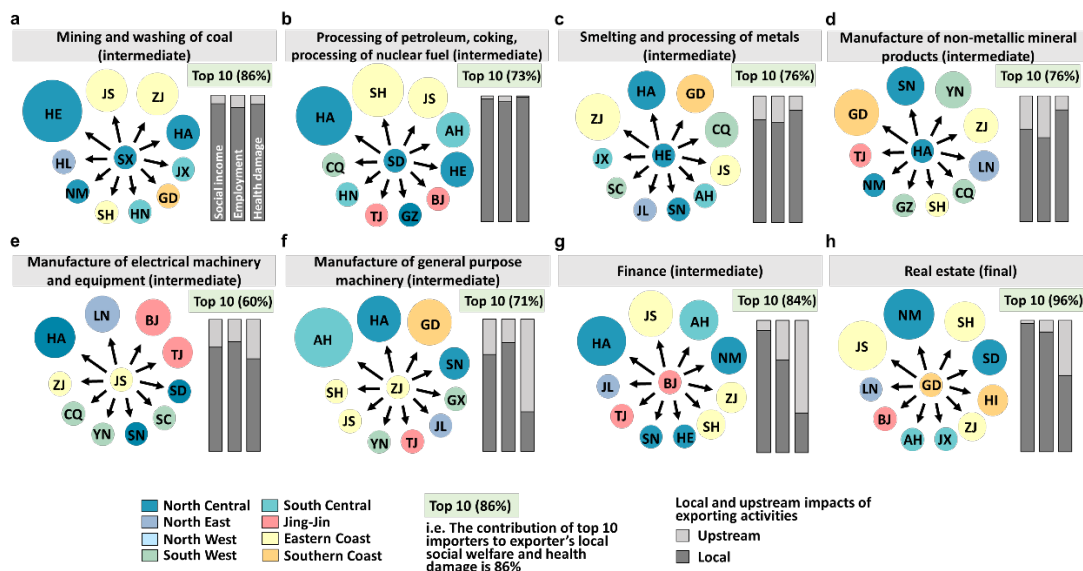 a
Mining and washing of coal
(intermediate)
Top 10 (86%)
HE
JS
ZJ
HA
JX
GD
HN
SH
NM
HL
SX
Social income
Employment
Health damage
b
Processing of petroleum, coking,
processing of nuclear fuel (intermediate)
Top 10 (73%)
HA
SH
JS
AH
HE
BJ
GZ
TJ
HN
CQ
SD
c
Smelting and processing of metals
(intermediate)
Top 10 (76%)
ZJ
HA
GD
CQ
JS
AH
SN
JL
SC
JX
HE
d
Manufacture of non-metallic mineral
products (intermediate)
Top 10 (76%)
GD
SN
YN
ZJ
LN
CQ
SH
GZ
NM
TJ
HA
e
Manufacture of electrical machinery
and equipment (intermediate)
Top 10 (60%)
HA
LN
BJ
TJ
SD
SC
SN
YN
CQ
ZJ
JS
f
Manufacture of general purpose
machinery (intermediate)
Top 10 (71%)
AH
HA
GD
SN
GX
JL
TJ
YN
JS
SH
ZJ
g
Finance (intermediate)
Top 10 (84%)
HA
JS
AH
NM
ZJ
SH
HE
SN
TJ
JL
BJ
h
Real estate (final)
Top 10 (96%)
JS
NM
SH
SD
HI
ZJ
JX
AH
BJ
LN
GD
North Central
North East
North West
South West
South Central
Jing-Jin
Eastern Coast
Southern Coast
Top 10 (86%)
i.e. The contribution of top 10
importers to exporter's local
social welfare and health
damage is 86%
Local and upstream impacts of
exporting activities
Upstream
Local